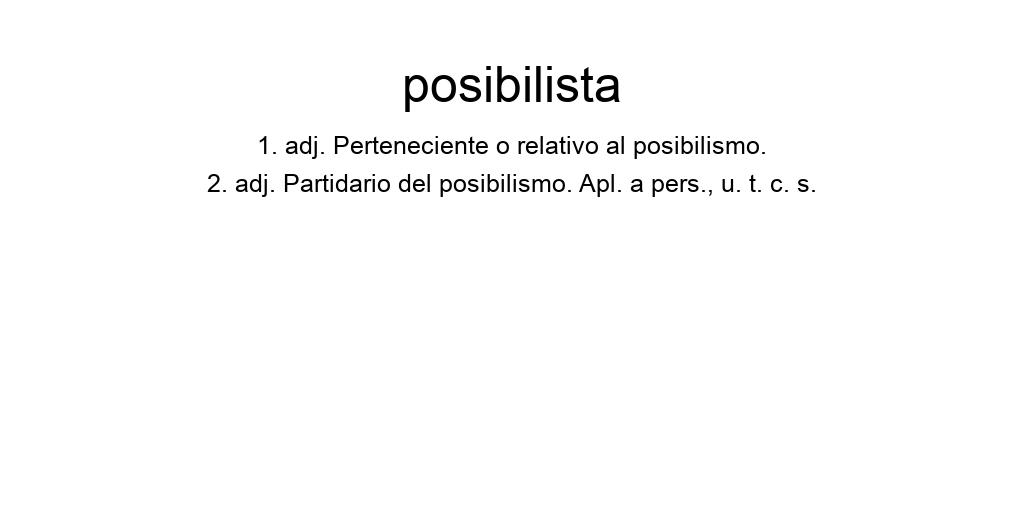 posibilista
1. adj. Perteneciente o relativo al posibilismo.
2. adj. Partidario del posibilismo. Apl. a pers., u. t. c. s.